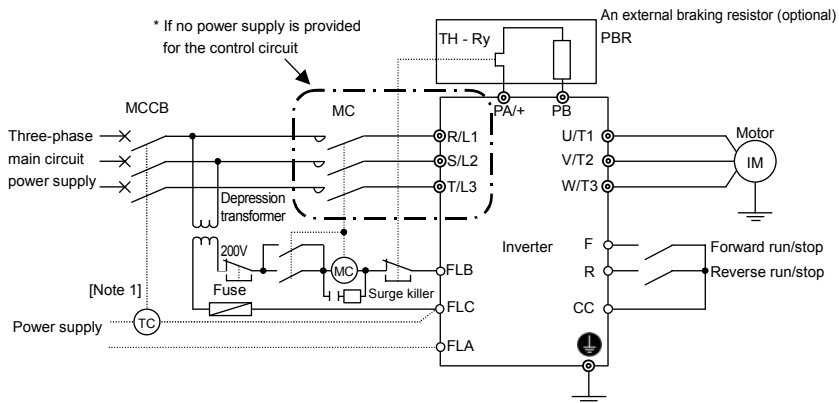 An external braking resistor (optional)
* If no power supply is provided
for the control circuit
TH - Ry
PBR
MCCB
MC
PA/+
PB
Three-phase
main circuit
power supply
R/L1
S/L2
T/L3
U/T1
V/T2
W/T3
Motor
IM
Depression
transformer
200V
Inverter
F
Forward run/stop
R
Reverse run/stop
MC
FLB
[Note 1]
Fuse
Surge killer
FLC
CC
Power supply
TC
FLA